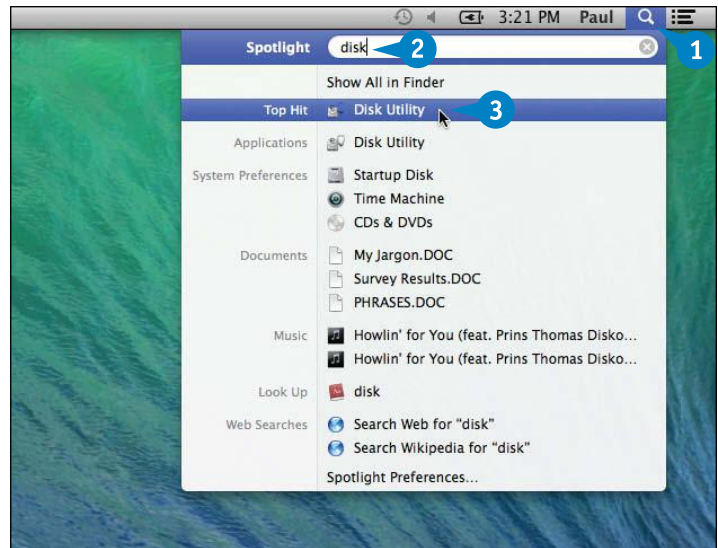 3:21 PM Paul
1
Spotlight disk 2
Show All in Finder
Top Hit Disk Utility 3
Applications Disk Utility
System Preferences Startup Disk
Time Machine
CDs & DVDs
Documents My Jargon.DOC
Survey Results.DOC
PHRASES.DOC
Music Howlin' for You (feat. Prins Thomas Disko...
Howlin' for You (feat. Prins Thomas Disko...
Look Up disk
Web Searches Search Web for “disk”
Search Wikipedia for “disk”
Spotlight Preferences...